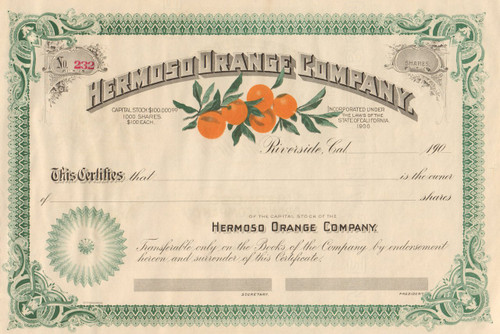 No 232
SHARES
HERMOSO ORANGE COMPANY.
CAPITAL STOCK $100,000.00
1000 SHARES
$100 EACH.
INCORPORATED UNDER
THE LAWS OF THE
STATE OF CALIFORNIA
1906
Riverside, Cal. 190
This Certifies that is the owner
of shares
OF THE CAPITAL STOCK OF THE
HERMOSO ORANGE COMPANY.
Transferable only on the Books of the Company by endorsement
hereon and surrender of this Certificate.
SECRETARY.
PRESIDENT.